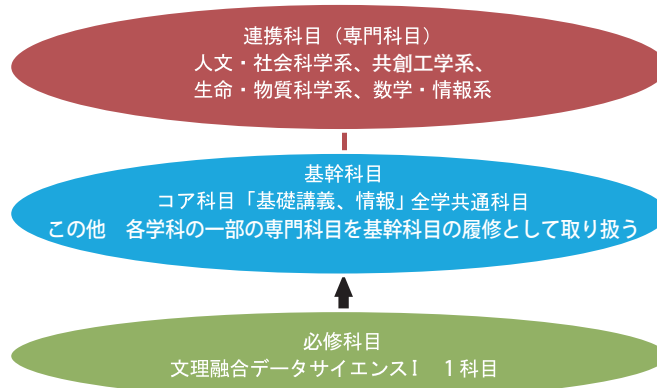 連携科目（専門科目）
人文・社会科学系、共創工学系、
生命・物質科学系、数学・情報系
基幹科目
コア科目「基礎講義、情報」全学共通科目
この他　各学科の一部の専門科目を基幹科目の履修として取り扱う
必修科目
文理融合データサイエンスⅠ　１科目